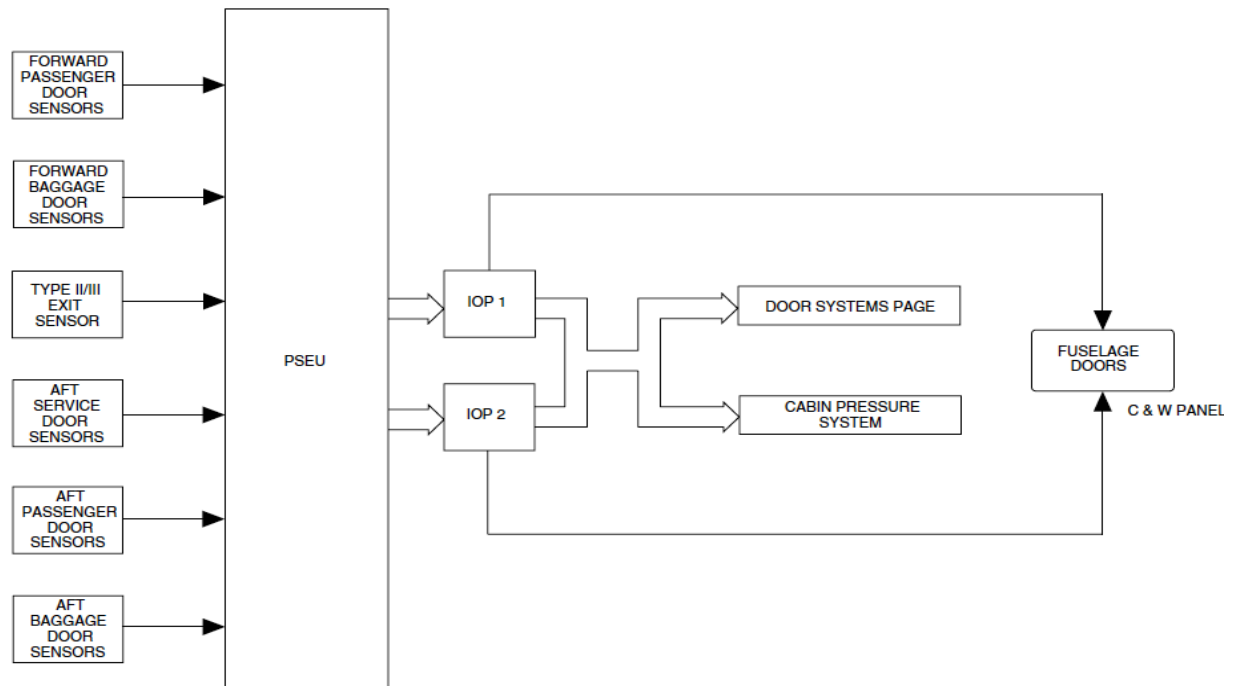 FORWARD
PASSENGER
DOOR
SENSORS
FORWARD
BAGGAGE
DOOR
SENSORS
TYPE II/III
EXIT
SENSOR
AFT
SERVICE
DOOR
SENSORS
AFT
PASSENGER
DOOR
SENSORS
AFT
BAGGAGE
DOOR
SENSORS
PSEU
IOP 1
IOP 2
DOOR SYSTEMS PAGE
CABIN PRESSURE
SYSTEM
FUSELAGE
DOORS
C & W PANEL